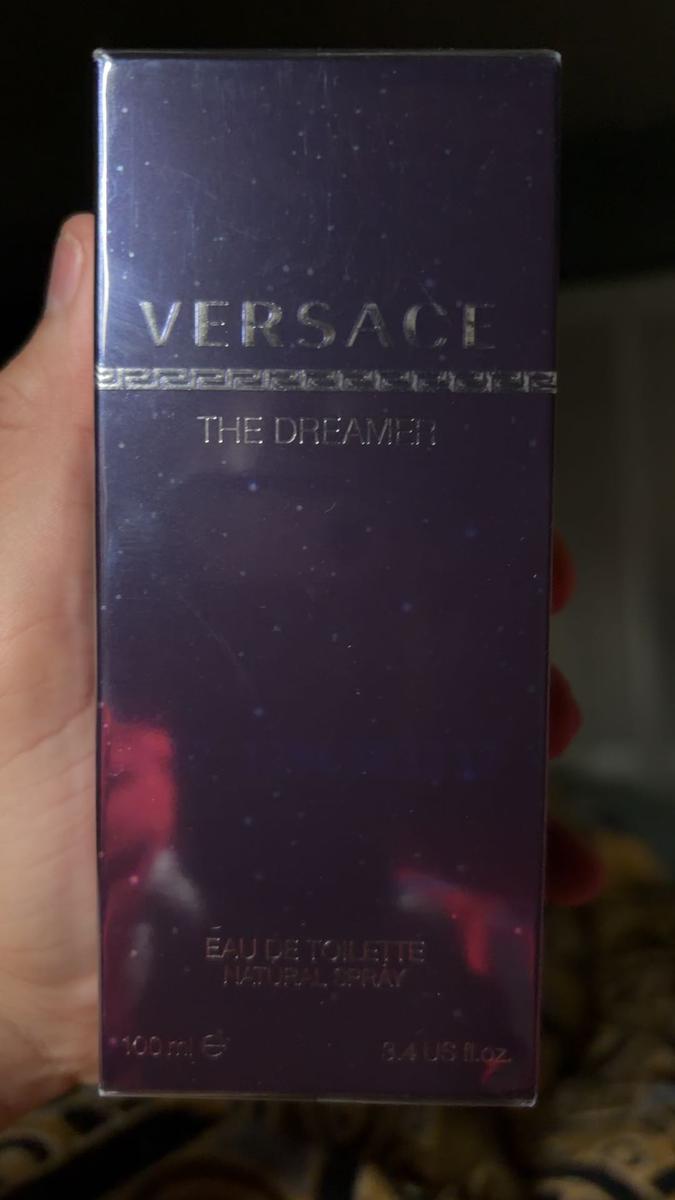 VERSACE
THE DREAMER
EAU DE TOILETTE
NATURAL SPRAY
100 ml ℮ 3.4 US fl.oz.